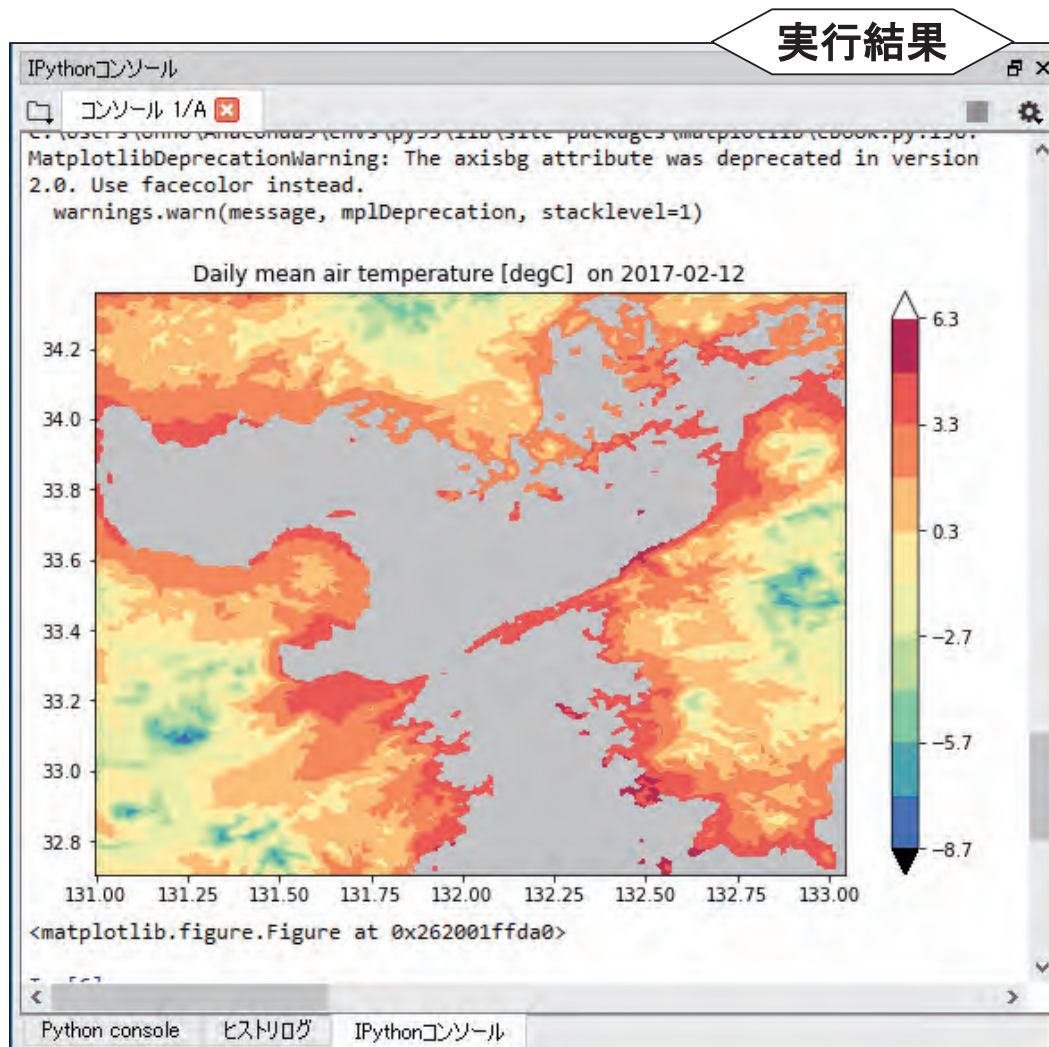 実行結果
IPythonコンソール
コンソール 1/A
MatplotlibDeprecationWarning: The axisbg attribute was deprecated in version
2.0. Use facecolor instead.
warnings.warn(message, mplDeprecation, stacklevel=1)
Daily mean air temperature [degC] on 2017-02-12
34.2
34.0
33.8
33.6
33.4
33.2
33.0
32.8
131.00 131.25 131.50 131.75 132.00 132.25 132.50 132.75 133.00
6.3
3.3
0.3
−2.7
−5.7
−8.7
<matplotlib.figure.Figure at 0x262001ffda0>
Python console ヒストリログ IPythonコンソール